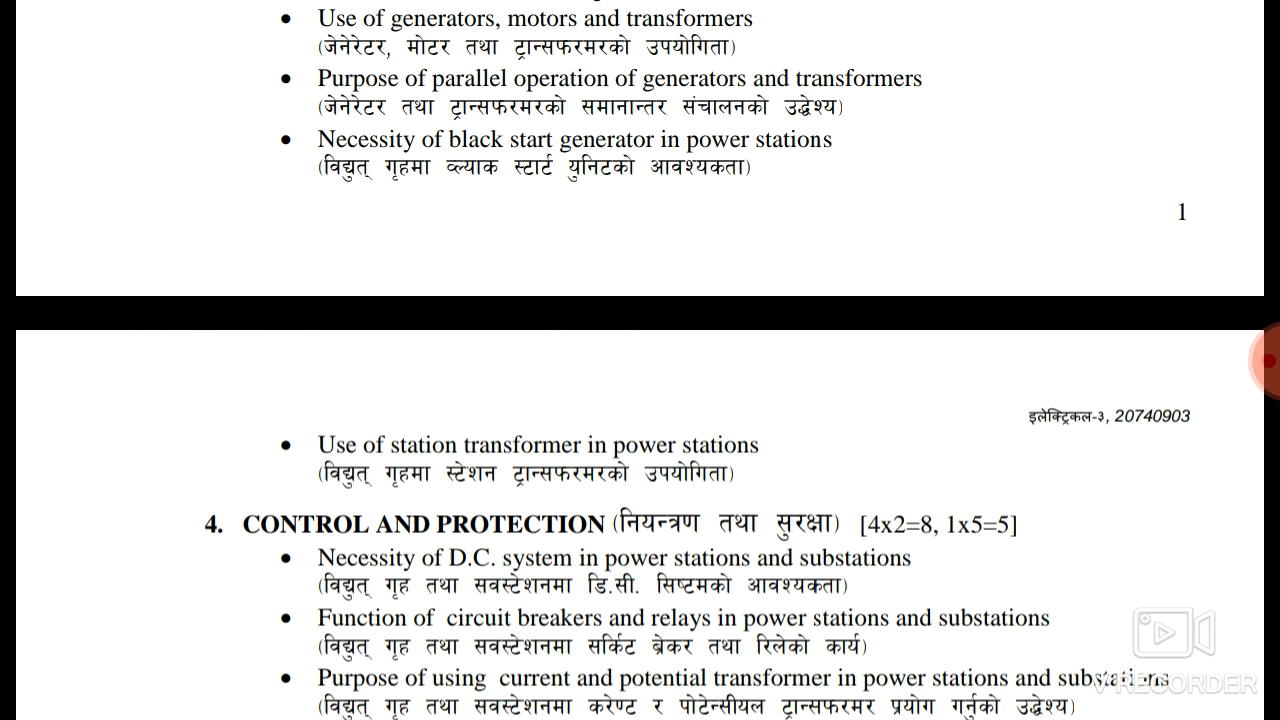 • Use of generators, motors and transformers
(जेनेरेटर, मोटर तथा ट्रान्सफरमरको उपयोगिता)
• Purpose of parallel operation of generators and transformers
(जेनेरेटर तथा ट्रान्सफरमरको समानान्तर संचालनको उद्धेश्य)
• Necessity of black start generator in power stations
(विद्युत् गृहमा व्ल्याक स्टार्ट युनिटको आवश्यकता)
1
इलेक्ट्रिकल-३, 20740903
• Use of station transformer in power stations
(विद्युत् गृहमा स्टेशन ट्रान्सफरमरको उपयोगिता)
4. CONTROL AND PROTECTION (नियन्त्रण तथा सुरक्षा) [4x2=8, 1x5=5]
• Necessity of D.C. system in power stations and substations
(विद्युत् गृह तथा सवस्टेशनमा डि.सी. सिष्टमको आवश्यकता)
• Function of circuit breakers and relays in power stations and substations
(विद्युत् गृह तथा सवस्टेशनमा सर्किट ब्रेकर तथा रिलेको कार्य)
• Purpose of using current and potential transformer in power stations and substations
V RECORDER
(विद्युत् गृह तथा सवस्टेशनमा करेण्ट र पोटेन्सीयल ट्रान्सफरमर प्रयोग गर्नुको उद्धेश्य)